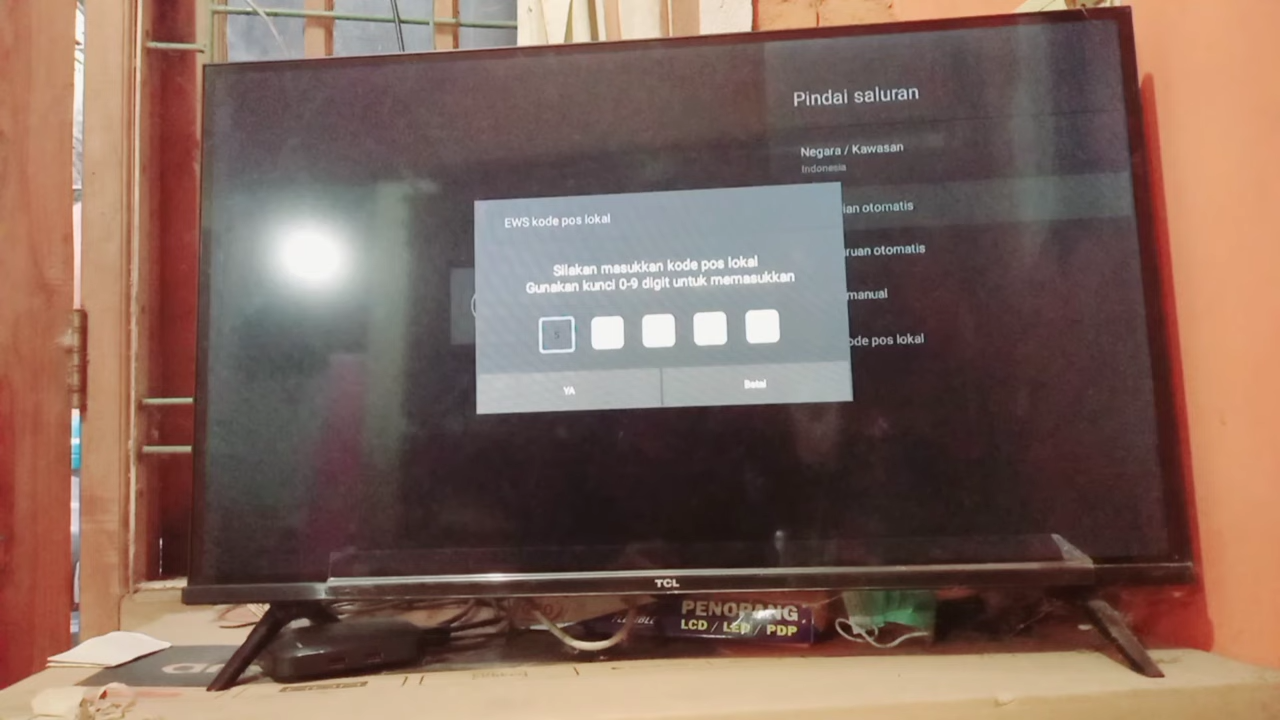 Pindai saluran
Negara / Kawasan
Indonesia
ian otomatis
ruan otomatis
manual
ode pos lokal
EWS kode pos lokal
Silakan masukkan kode pos lokal
Gunakan kunci 0-9 digit untuk memasukkan
5
YA
Batal
TCL
PENOPANG
LCD / LED / PDP